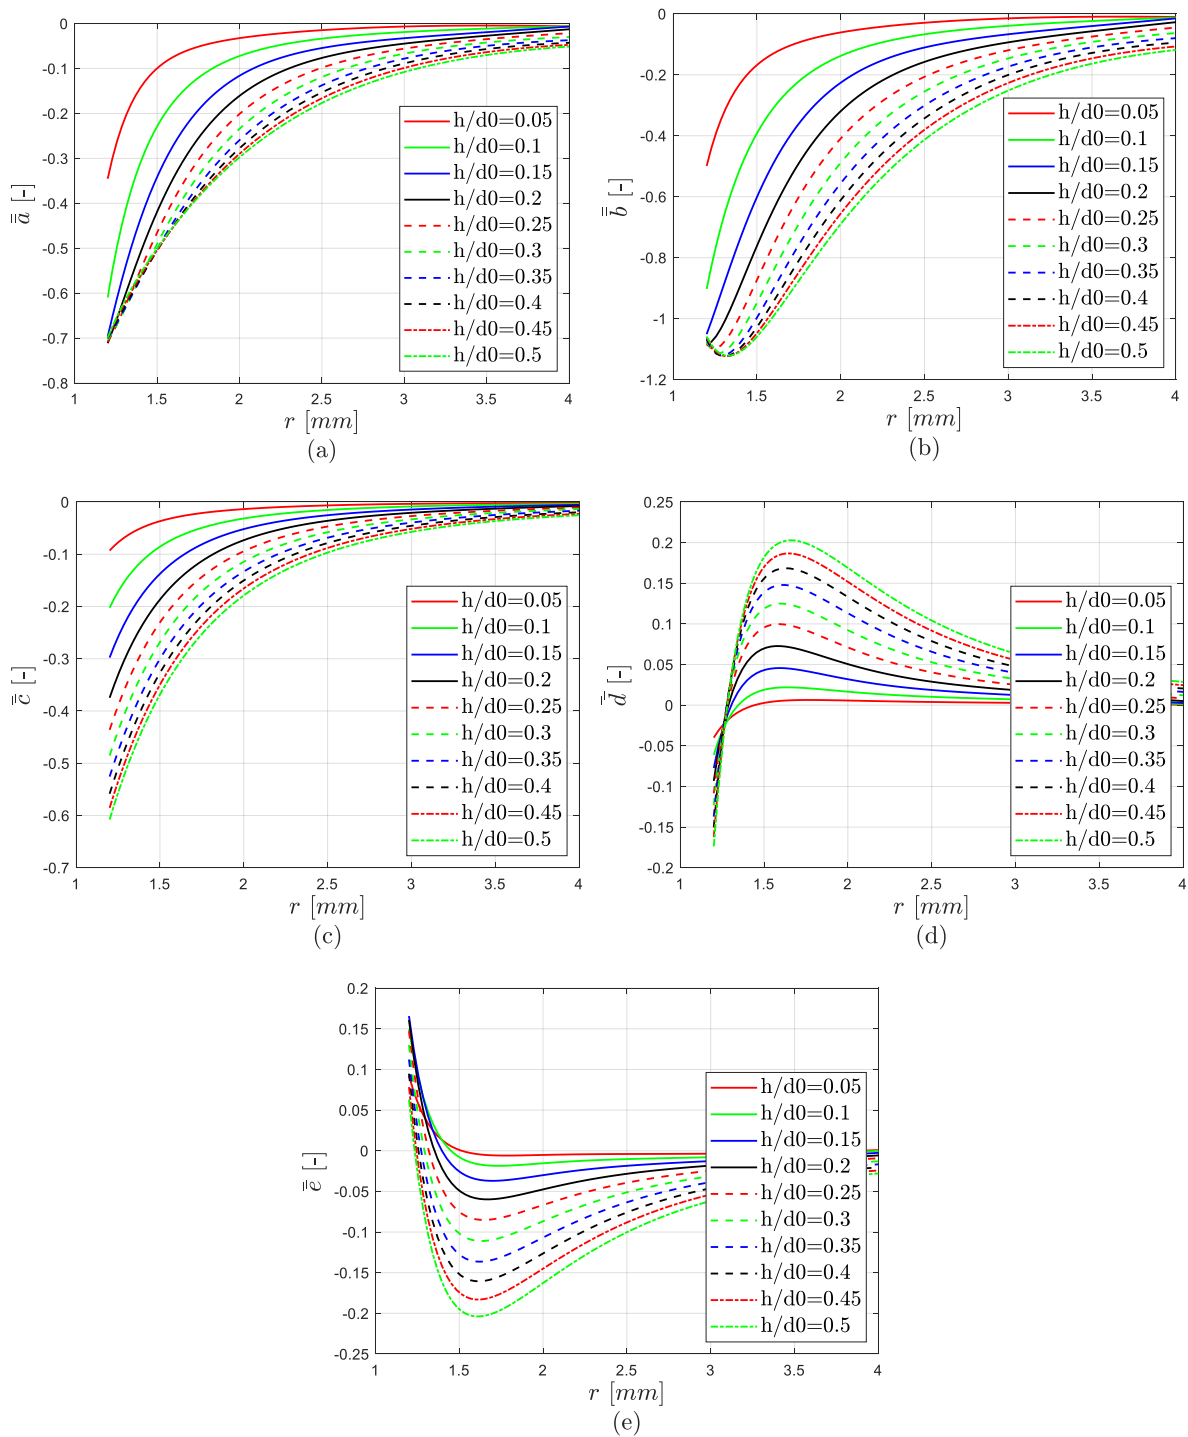 0
-0.1
-0.2
-0.3
-0.4
-0.5
-0.6
-0.7
-0.8
a̿ [-]
1 1.5 2 2.5 3 3.5 4
r [mm]
h/d0=0.05
h/d0=0.1
h/d0=0.15
h/d0=0.2
h/d0=0.25
h/d0=0.3
h/d0=0.35
h/d0=0.4
h/d0=0.45
h/d0=0.5
(a)
0
-0.2
-0.4
-0.6
-0.8
-1
-1.2
b̿ [-]
1 1.5 2 2.5 3 3.5 4
r [mm]
h/d0=0.05
h/d0=0.1
h/d0=0.15
h/d0=0.2
h/d0=0.25
h/d0=0.3
h/d0=0.35
h/d0=0.4
h/d0=0.45
h/d0=0.5
(b)
0
-0.1
-0.2
-0.3
-0.4
-0.5
-0.6
-0.7
c̿ [-]
1 1.5 2 2.5 3 3.5 4
r [mm]
h/d0=0.05
h/d0=0.1
h/d0=0.15
h/d0=0.2
h/d0=0.25
h/d0=0.3
h/d0=0.35
h/d0=0.4
h/d0=0.45
h/d0=0.5
(c)
0.25
0.2
0.15
0.1
0.05
0
-0.05
-0.1
-0.15
-0.2
d̿ [-]
1 1.5 2 2.5 3 3.5 4
r [mm]
h/d0=0.05
h/d0=0.1
h/d0=0.15
h/d0=0.2
h/d0=0.25
h/d0=0.3
h/d0=0.35
h/d0=0.4
h/d0=0.45
h/d0=0.5
(d)
0.2
0.15
0.1
0.05
0
-0.05
-0.1
-0.15
-0.2
-0.25
e̿ [-]
1 1.5 2 2.5 3 3.5 4
r [mm]
h/d0=0.05
h/d0=0.1
h/d0=0.15
h/d0=0.2
h/d0=0.25
h/d0=0.3
h/d0=0.35
h/d0=0.4
h/d0=0.45
h/d0=0.5
(e)